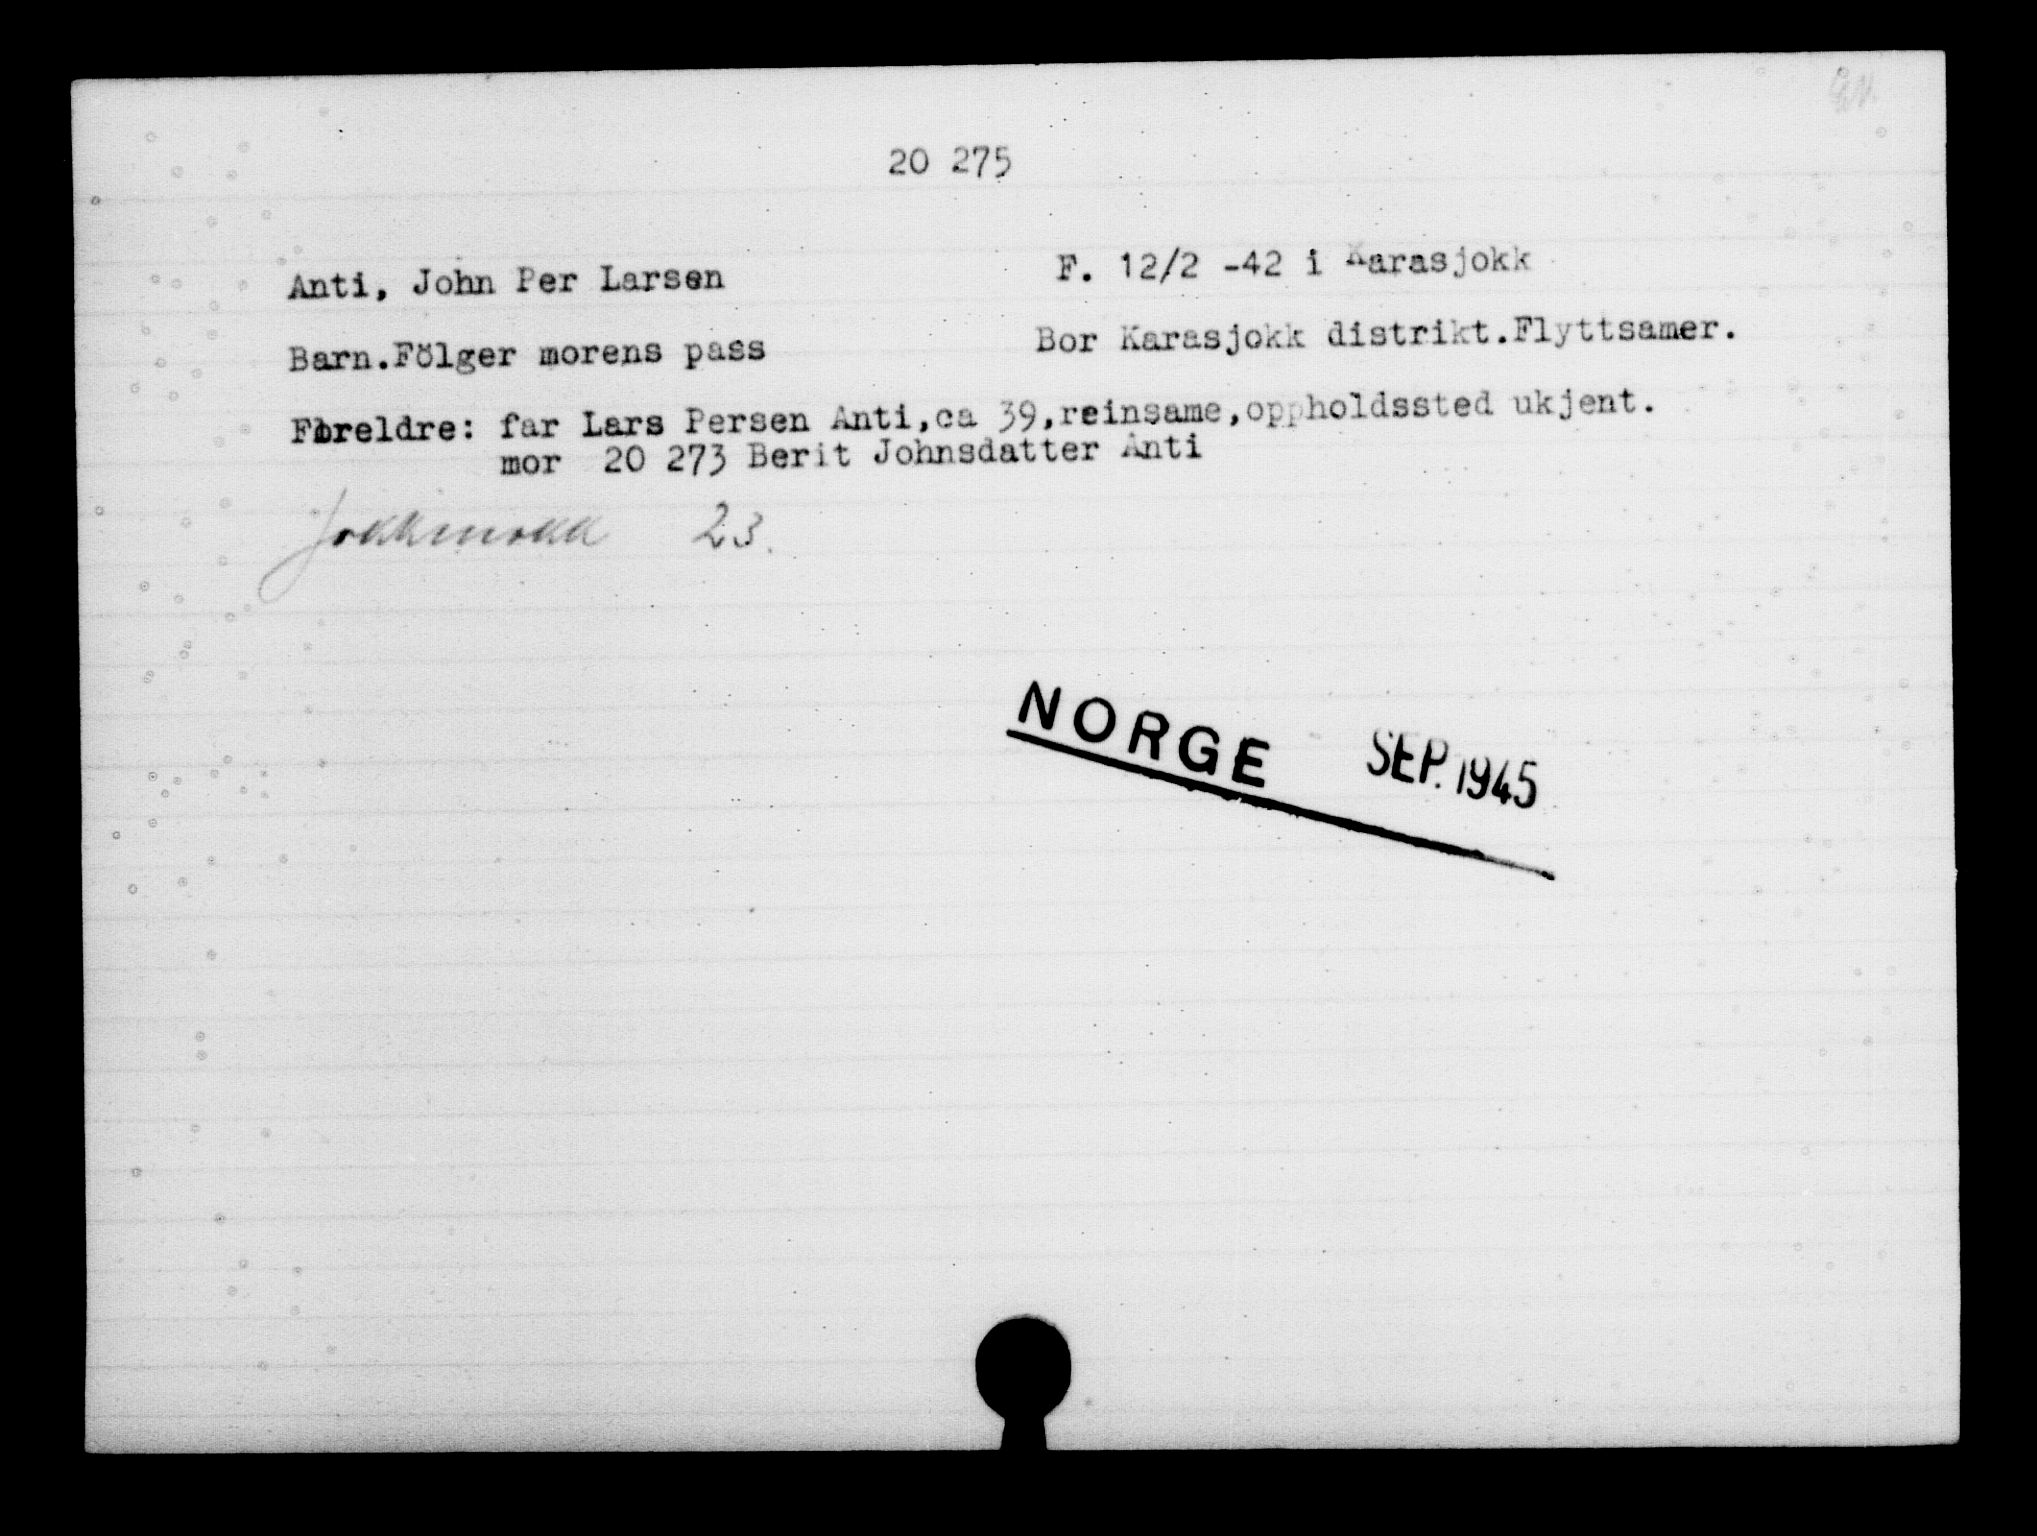 20 275
Anti, John Per Larsen F. 12/2 -42 i Karasjokk
Barn.Fölger morens pass Bor Karasjokk distrikt.Flyttsamer.
Foreldre: far Lars Persen Anti,ca 39,reinsame,oppholdssted ukjent.
mor 20 273 Berit Johnsdatter Anti
Jokkmokk 23.
NORGE SEP. 1945